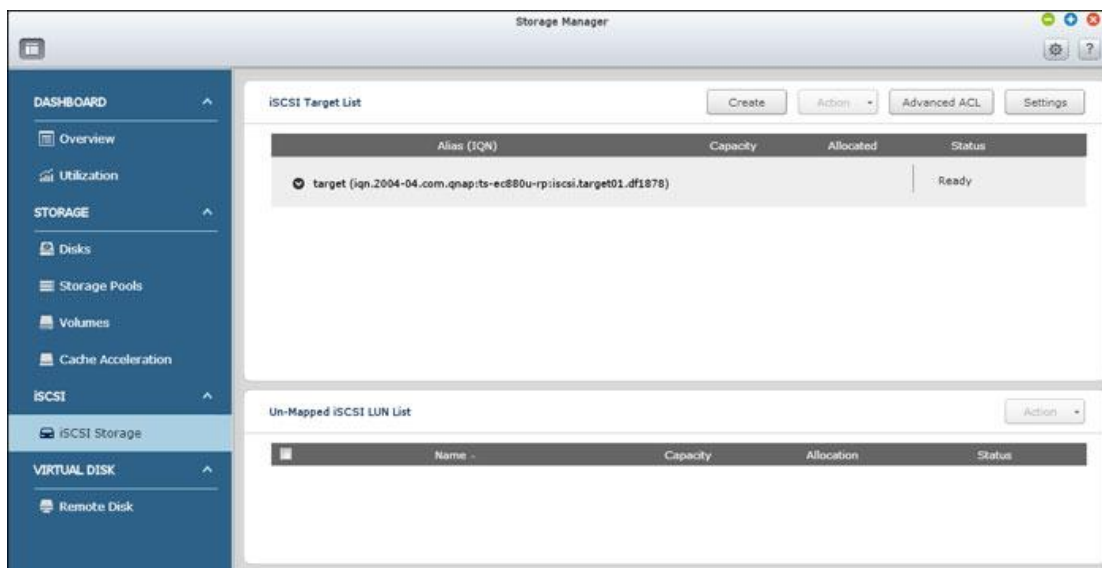 Storage Manager
?
DASHBOARD
Overview
Utilization
STORAGE
Disks
Storage Pools
Volumes
Cache Acceleration
iSCSI
iSCSI Storage
VIRTUAL DISK
Remote Disk
iSCSI Target List
Create
Action
Advanced ACL
Settings
Alias (IQN) Capacity Allocated Status
target (iqn.2004-04.com.qnap:ts-ec880u-rp:iscsi.target01.df1878) Ready
Un-Mapped iSCSI LUN List
Action
Name Capacity Allocation Status